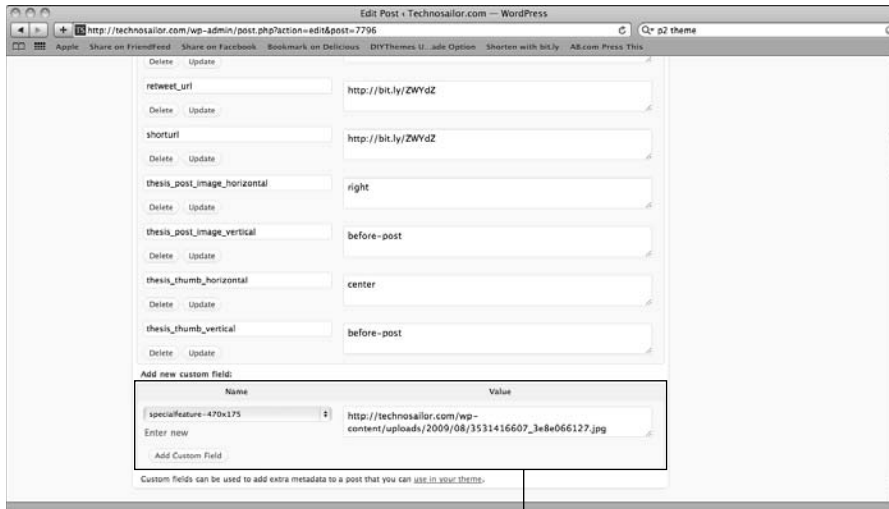 Edit Post ‹ Technosailor.com — WordPress
http://technosailor.com/wp-admin/post.php?action=edit&post=7796
p2 theme
Apple Share on FriendFeed Share on Facebook Bookmark on Delicious DIYThemes U...ade Option Shorten with bit.ly AB.com Press This
Delete Update
retweet_url
http://bit.ly/ZWYdZ
Delete Update
shorturl
http://bit.ly/ZWYdZ
Delete Update
thesis_post_image_horizontal
right
Delete Update
thesis_post_image_vertical
before-post
Delete Update
thesis_thumb_horizontal
center
Delete Update
thesis_thumb_vertical
before-post
Delete Update
Add new custom field:
Name Value
specialfeature-470x175
http://technosailor.com/wp-
content/uploads/2009/08/3531416607_3e8e066127.jpg
Enter new
Add Custom Field
Custom fields can be used to add extra metadata to a post that you can use in your theme.